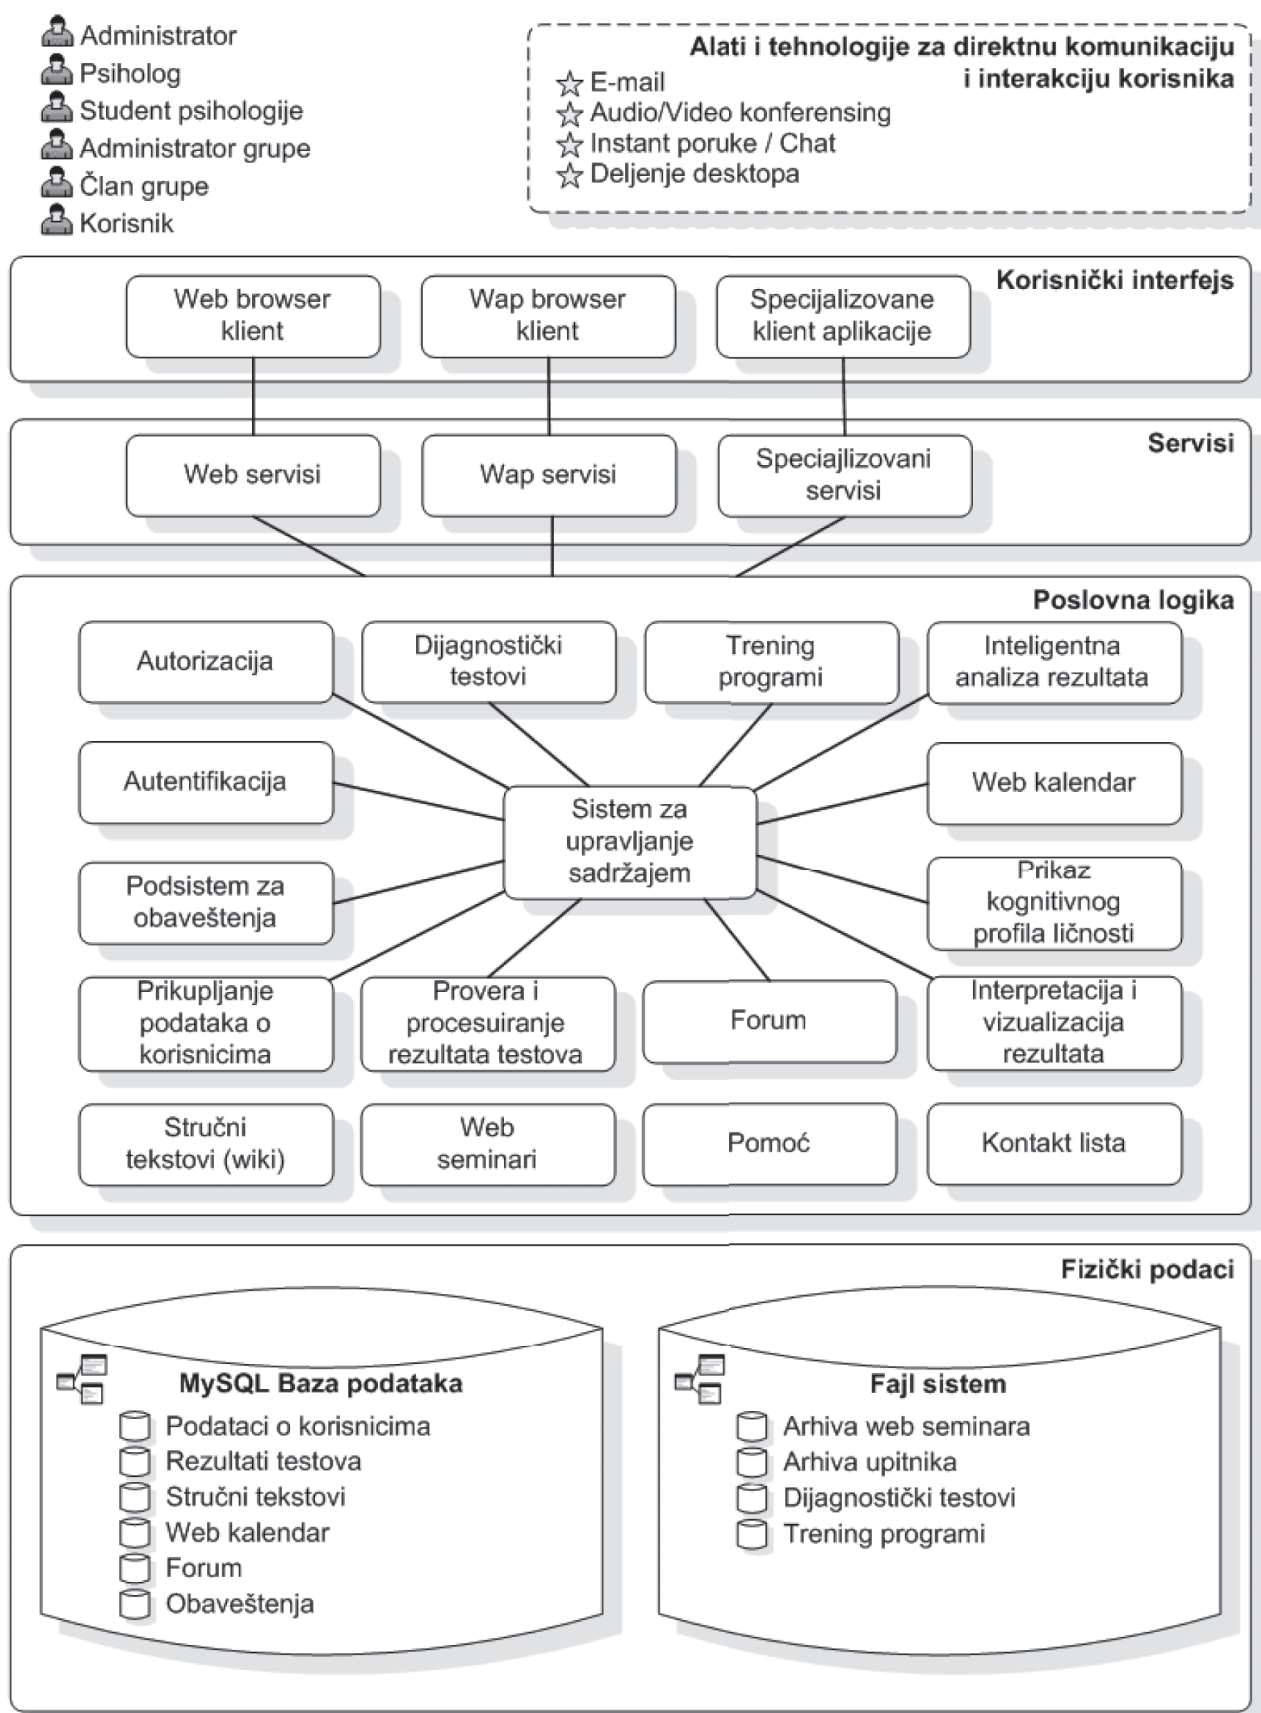 Administrator
Psiholog
Student psihologije
Administrator grupe
Član grupe
Korisnik
Alati i tehnologije za direktnu komunikaciju
i interakciju korisnika
E-mail
Audio/Video konferensing
Instant poruke / Chat
Deljenje desktopa
Korisnički interfejs
Web browser
klient
Wap browser
klient
Specijalizovane
klient aplikacije
Servisi
Web servisi
Wap servisi
Speciajlizovani
servisi
Poslovna logika
Autorizacija
Dijagnostički
testovi
Trening
programi
Inteligentna
analiza rezultata
Autentifikacija
Web kalendar
Sistem za
upravljanje
sadržajem
Podsistem za
obaveštenja
Prikaz
kognitivnog
profila ličnosti
Prikupljanje
podataka o
korisnicima
Provera i
procesuiranje
rezultata testova
Forum
Interpretacija i
vizualizacija
rezultata
Stručni
tekstovi (wiki)
Web
seminari
Pomoć
Kontakt lista
Fizički podaci
MySQL Baza podataka
Podataci o korisnicima
Rezultati testova
Stručni tekstovi
Web kalendar
Forum
Obaveštenja
Fajl sistem
Arhiva web seminara
Arhiva upitnika
Dijagnostički testovi
Trening programi